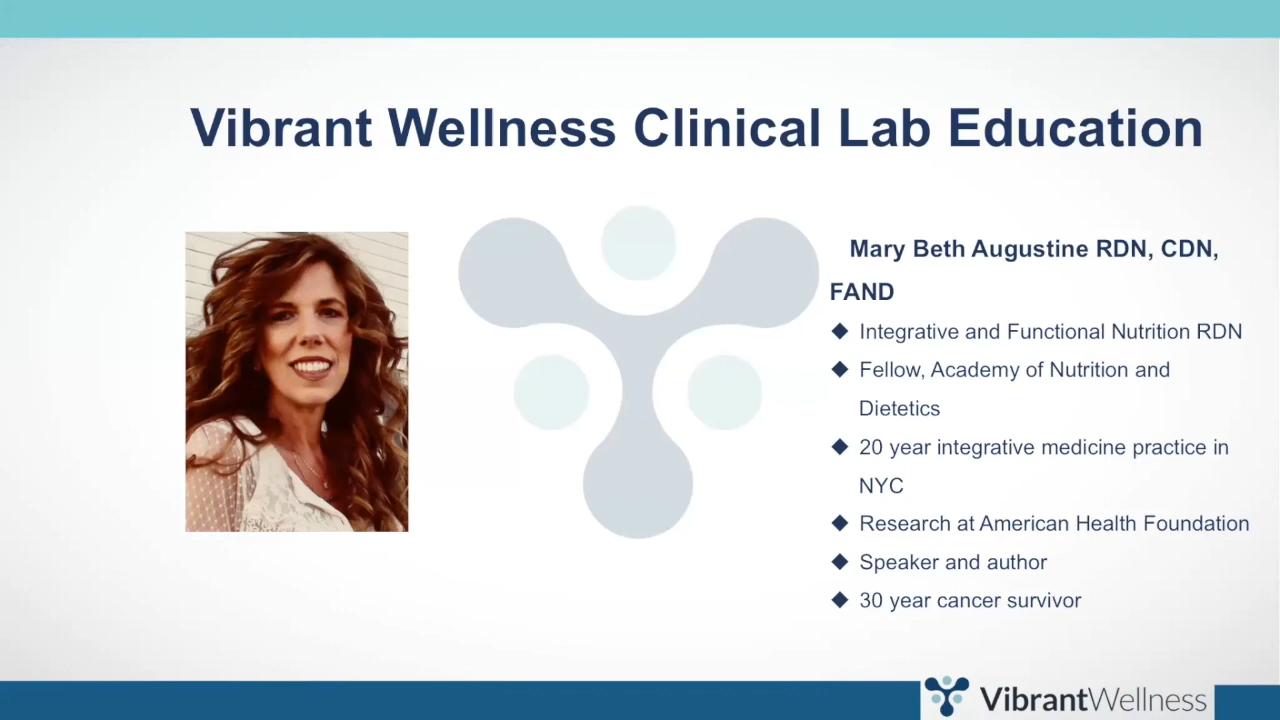 Vibrant Wellness Clinical Lab Education
Mary Beth Augustine RDN, CDN,
FAND
◆ Integrative and Functional Nutrition RDN
◆ Fellow, Academy of Nutrition and
Dietetics
◆ 20 year integrative medicine practice in
NYC
◆ Research at American Health Foundation
◆ Speaker and author
◆ 30 year cancer survivor
VibrantWellness